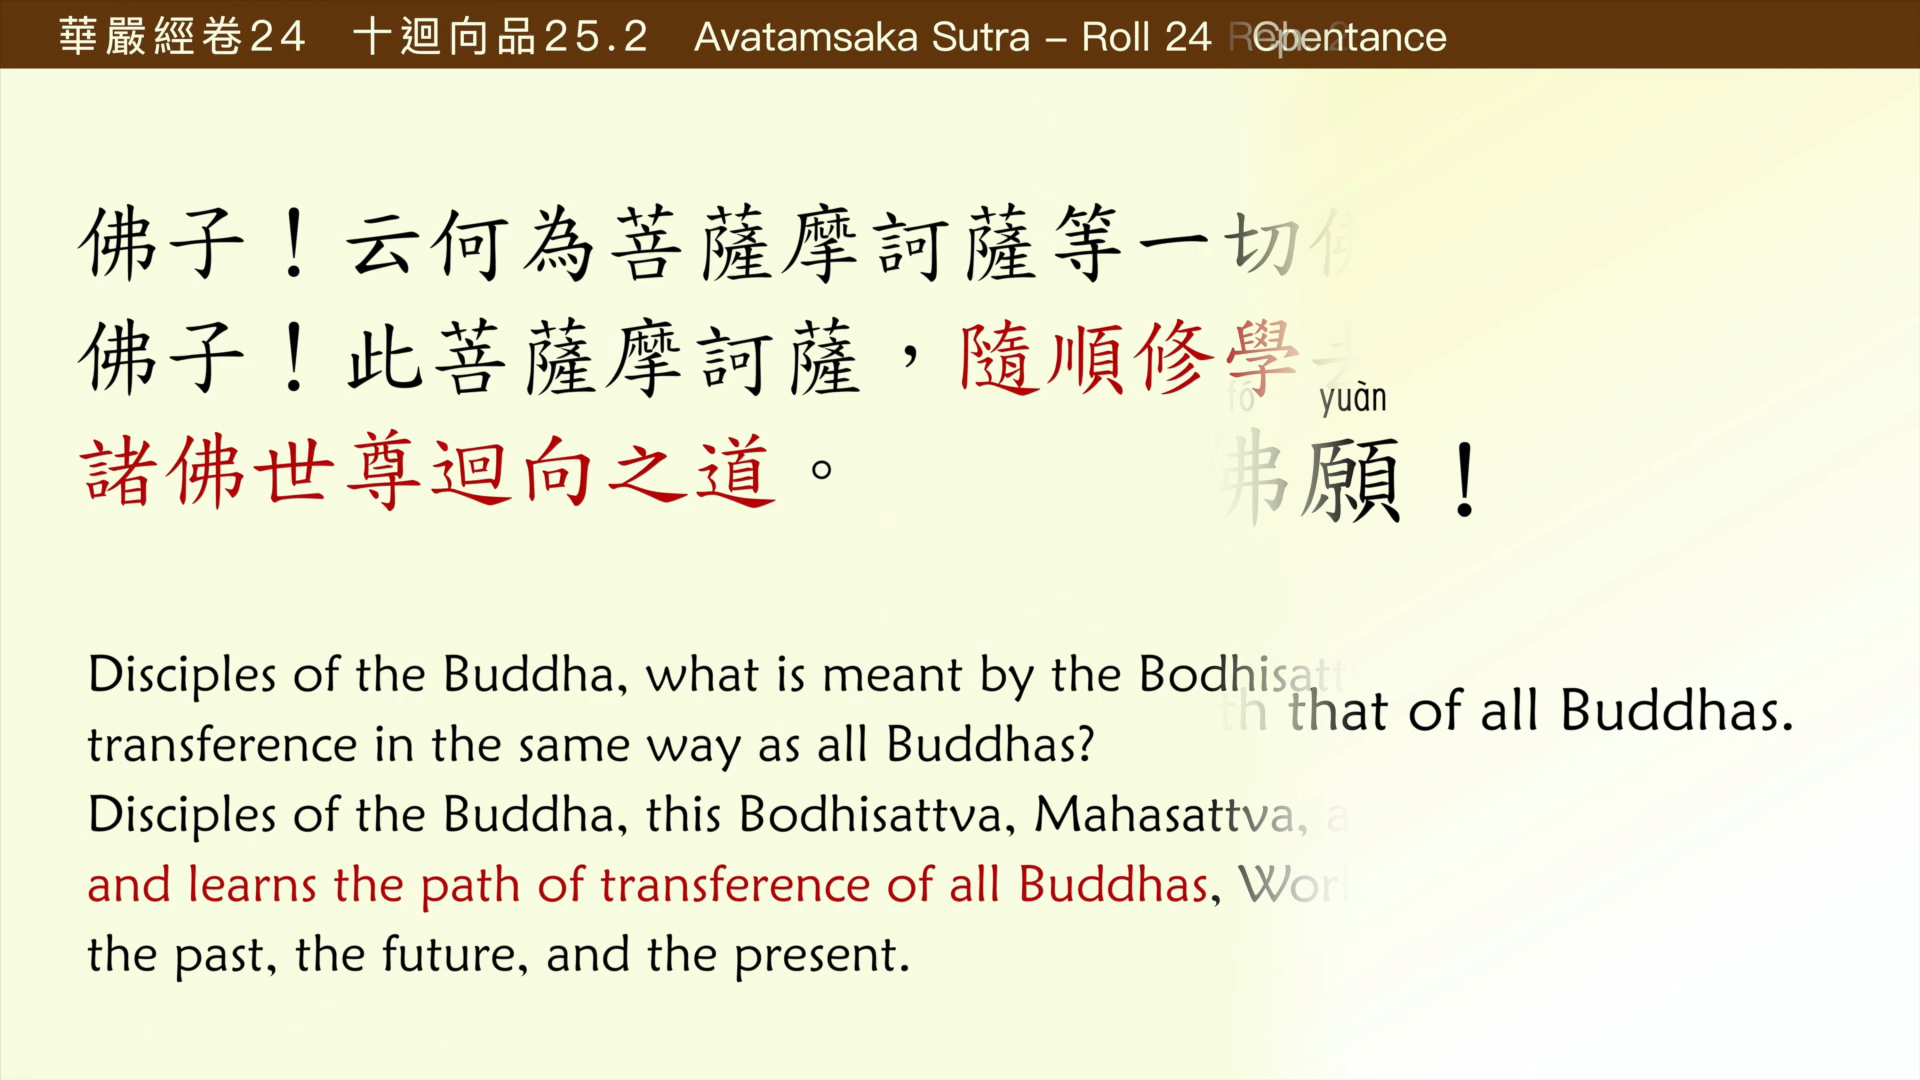 華嚴經卷24 十迴向品25.2 Avatamsaka Sutra – Roll 24 Repentance
佛子！云何為菩薩摩訶薩等一切佛
佛子！此菩薩摩訶薩，隨順修學去
諸佛世尊迴向之道。
fó yuàn
佛願！
Disciples of the Buddha, what is meant by the
transference in the same way as all Buddhas?
that of all Buddhas.
Disciples of the Buddha, this Bodhisattva, Mahasattva,
and learns the path of transference of all Buddhas,
the past, the future, and the present.